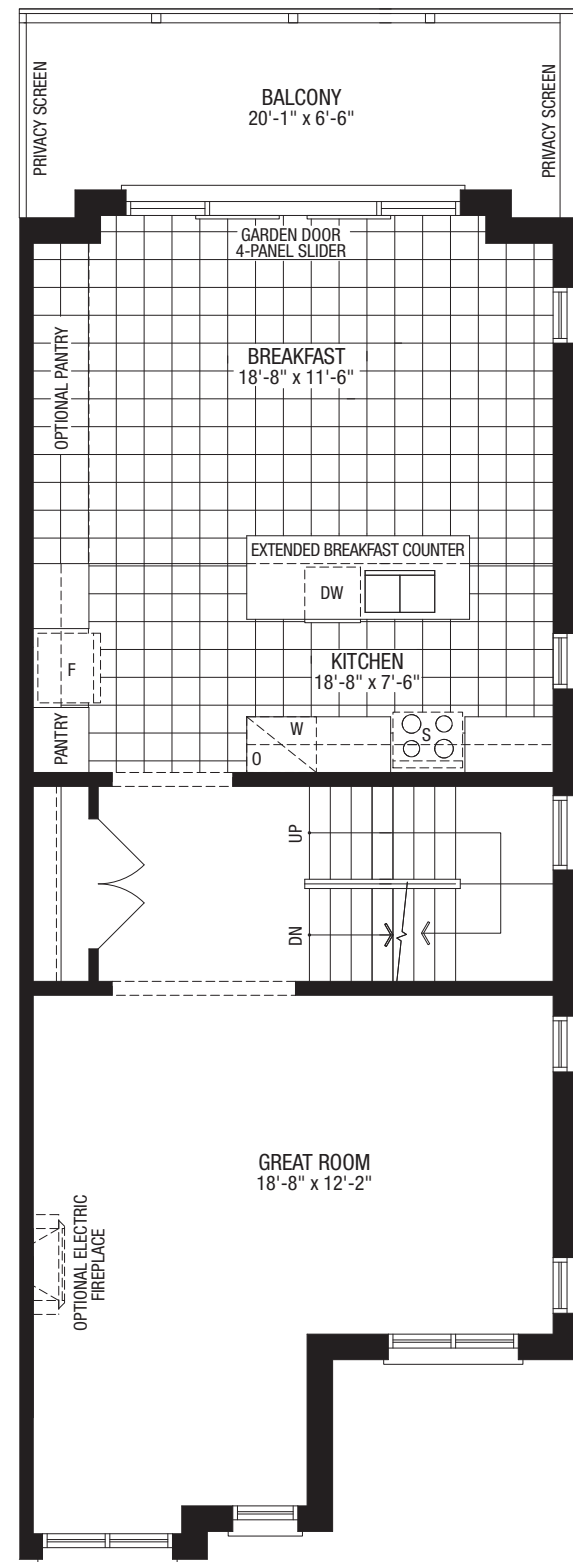 PRIVACY SCREEN
BALCONY
20'-1" x 6'-6"
PRIVACY SCREEN
GARDEN DOOR
4-PANEL SLIDER
OPTIONAL PANTRY
BREAKFAST
18'-8" x 11'-6"
EXTENDED BREAKFAST COUNTER
DW
F
KITCHEN
18'-8" x 7'-6"
PANTRY
W
O
S
UP
DN
GREAT ROOM
18'-8" x 12'-2"
OPTIONAL ELECTRIC
FIREPLACE